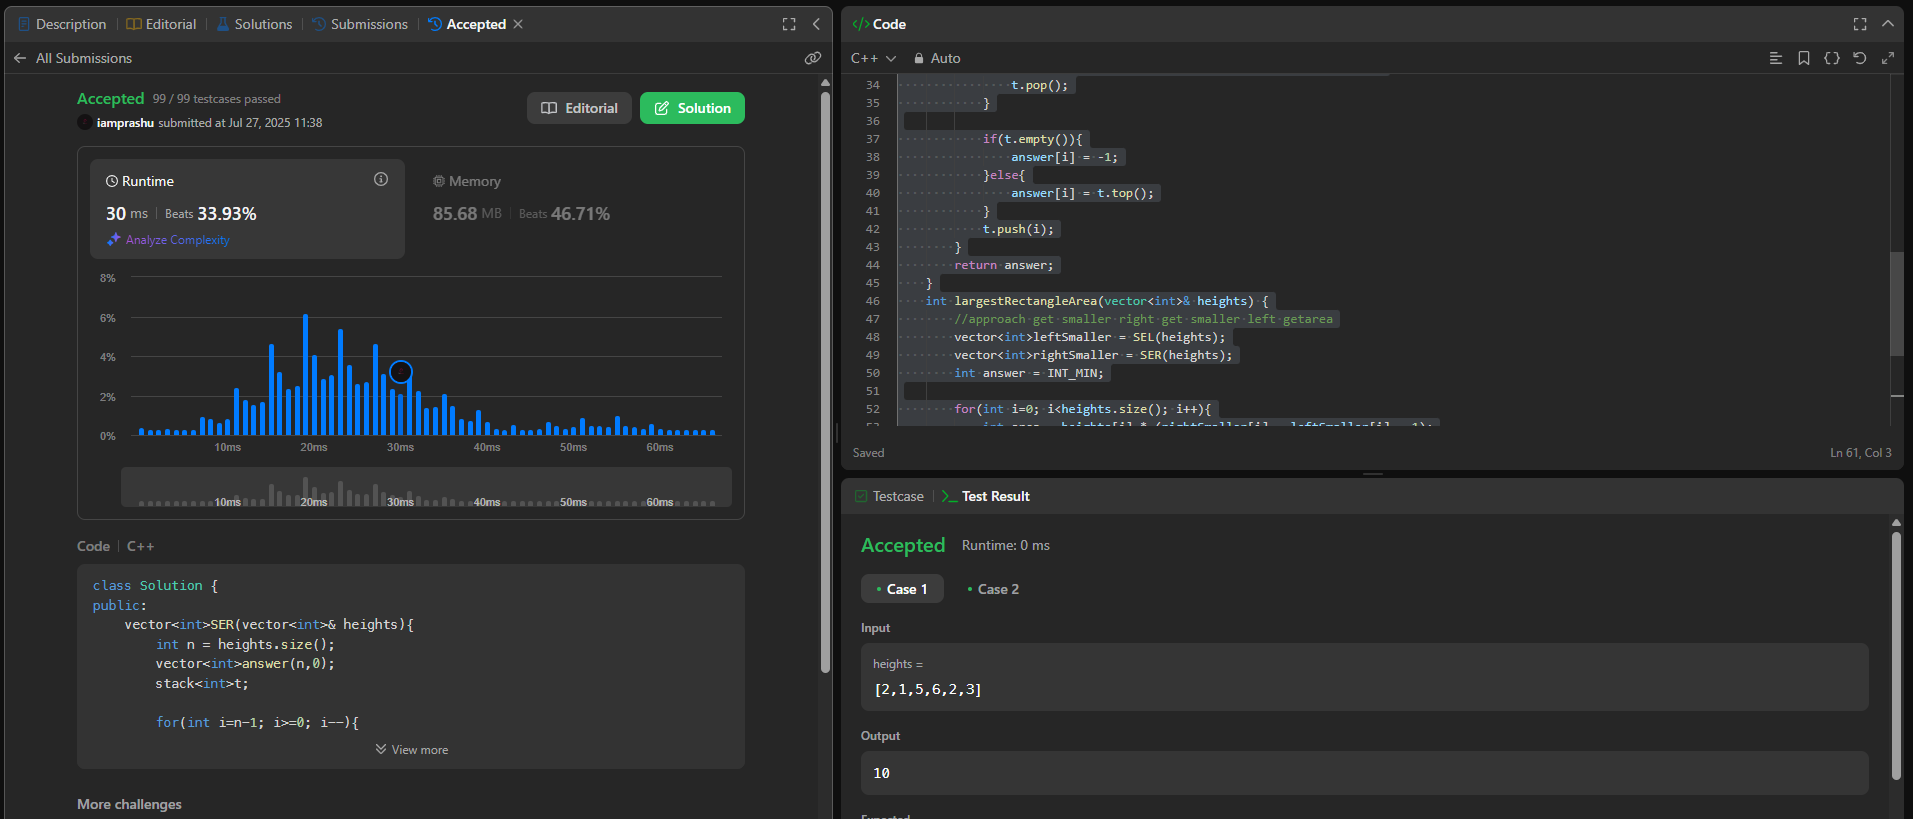 Description | Editorial | Solutions | Submissions | Accepted
All Submissions
Accepted 99 / 99 testcases passed
iamprashu submitted at Jul 27, 2025 11:38
Editorial
Solution
Runtime
30 ms | Beats 33.93%
Analyze Complexity
Memory
85.68 MB | Beats 46.71%
8%
6%
4%
2%
0%
10ms 20ms 30ms 40ms 50ms 60ms
10ms 20ms 30ms 40ms 50ms 60ms
Code | C++
class Solution {
public:
    vector<int>SER(vector<int>& heights){
        int n = heights.size();
        vector<int>answer(n,0);
        stack<int>t;
        for(int i=n-1; i>=0; i--){
View more
More challenges
</> Code
C++ Auto
34 t.pop();
35 }
36
37 if(t.empty()){
38 answer[i] = -1;
39 }else{
40 answer[i] = t.top();
41 }
42 t.push(i);
43 }
44 return answer;
45 }
46 int largestRectangleArea(vector<int>& heights) {
47 //approach get smaller right get smaller left getarea
48 vector<int>leftSmaller = SEL(heights);
49 vector<int>rightSmaller = SER(heights);
50 int answer = INT_MIN;
51
52 for(int i=0; i<heights.size(); i++){
Saved
Ln 61, Col 3
Testcase | Test Result
Accepted Runtime: 0 ms
Case 1 Case 2
Input
heights =
[2,1,5,6,2,3]
Output
10